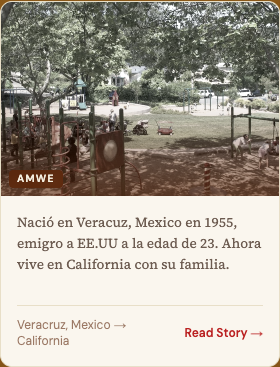 AMWE
Nació en Veracuz, Mexico en 1955,
emigro a EE.UU a la edad de 23. Ahora
vive en California con su familia.
Veracruz, Mexico →
California
Read Story →